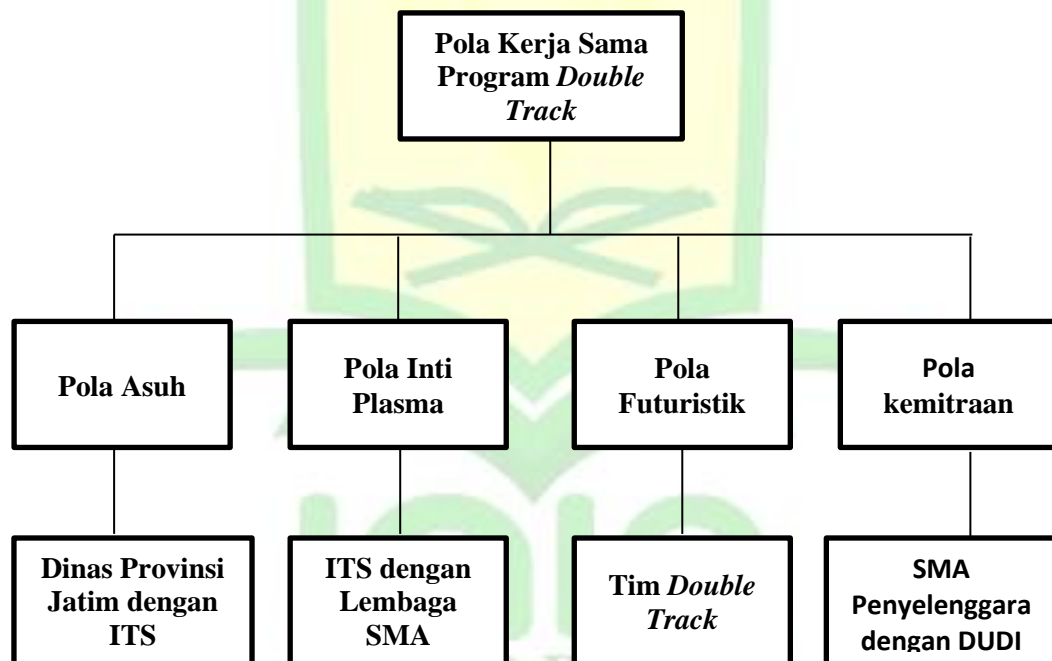 Pola Kerja Sama
Program Double
Track
Pola Asuh
Pola Inti
Plasma
Pola
Futuristik
Pola
kemitraan
Dinas Provinsi
Jatim dengan
ITS
ITS dengan
Lembaga
SMA
Tim Double
Track
SMA
Penyelenggara
dengan DUDI